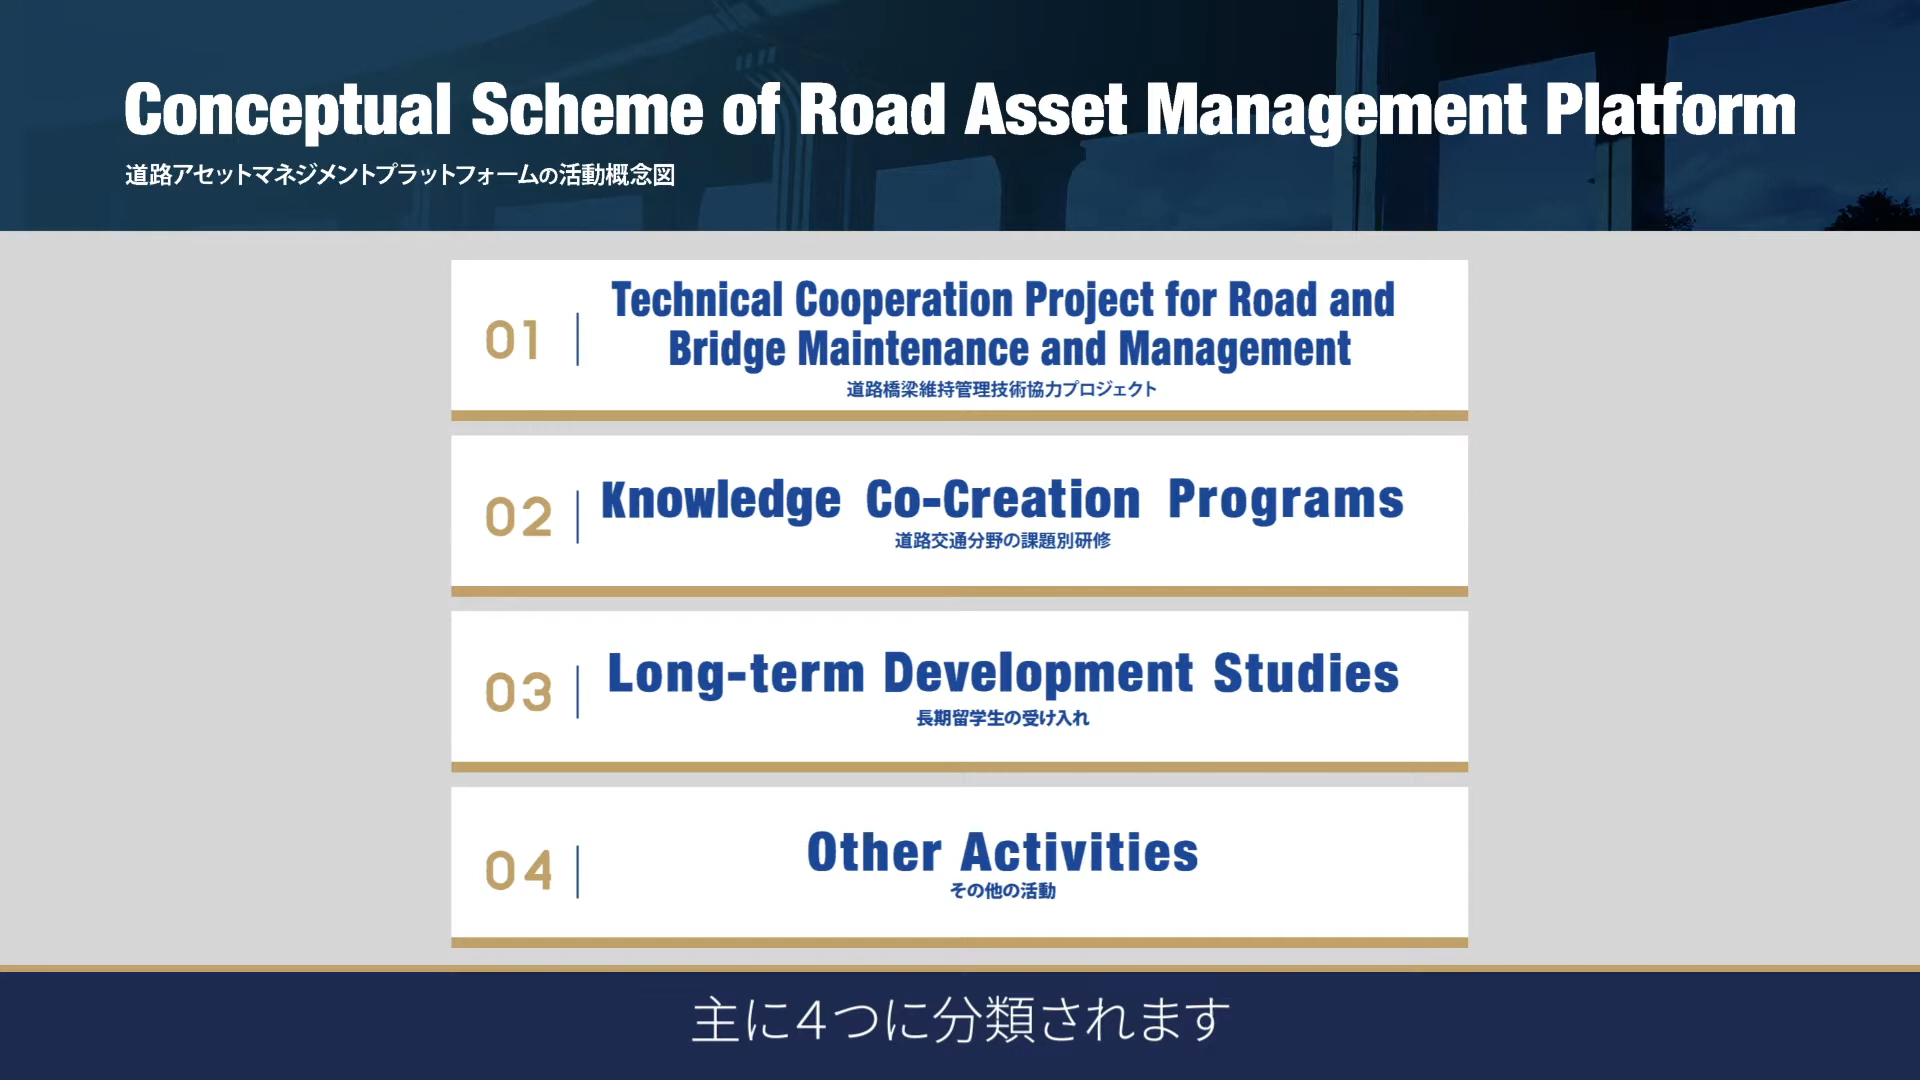 Conceptual Scheme of Road Asset Management Platform
道路アセットマネジメントプラットフォームの活動概念図
01
Technical Cooperation Project for Road and
Bridge Maintenance and Management
道路橋梁維持管理技術協力プロジェクト
02
Knowledge Co-Creation Programs
道路交通分野の課題別研修
03
Long-term Development Studies
長期留学生の受け入れ
04
Other Activities
その他の活動
主に４つに分類されます